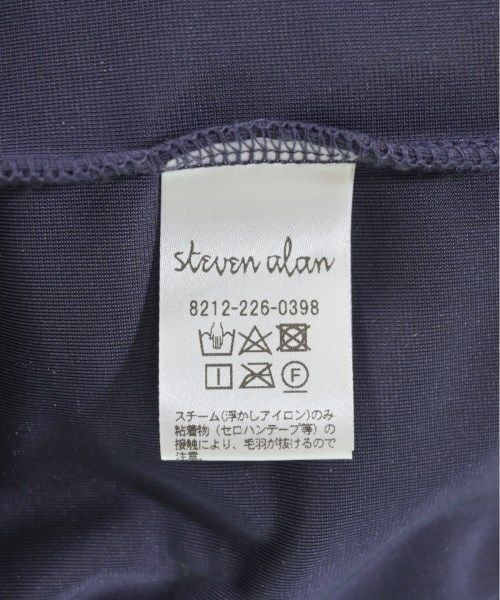 steven alan
8212-226-0398
F
スチーム(浮かしアイロン)のみ
粘着物(セロハンテープ等)の
接触により、毛羽が抜けるので
注意。